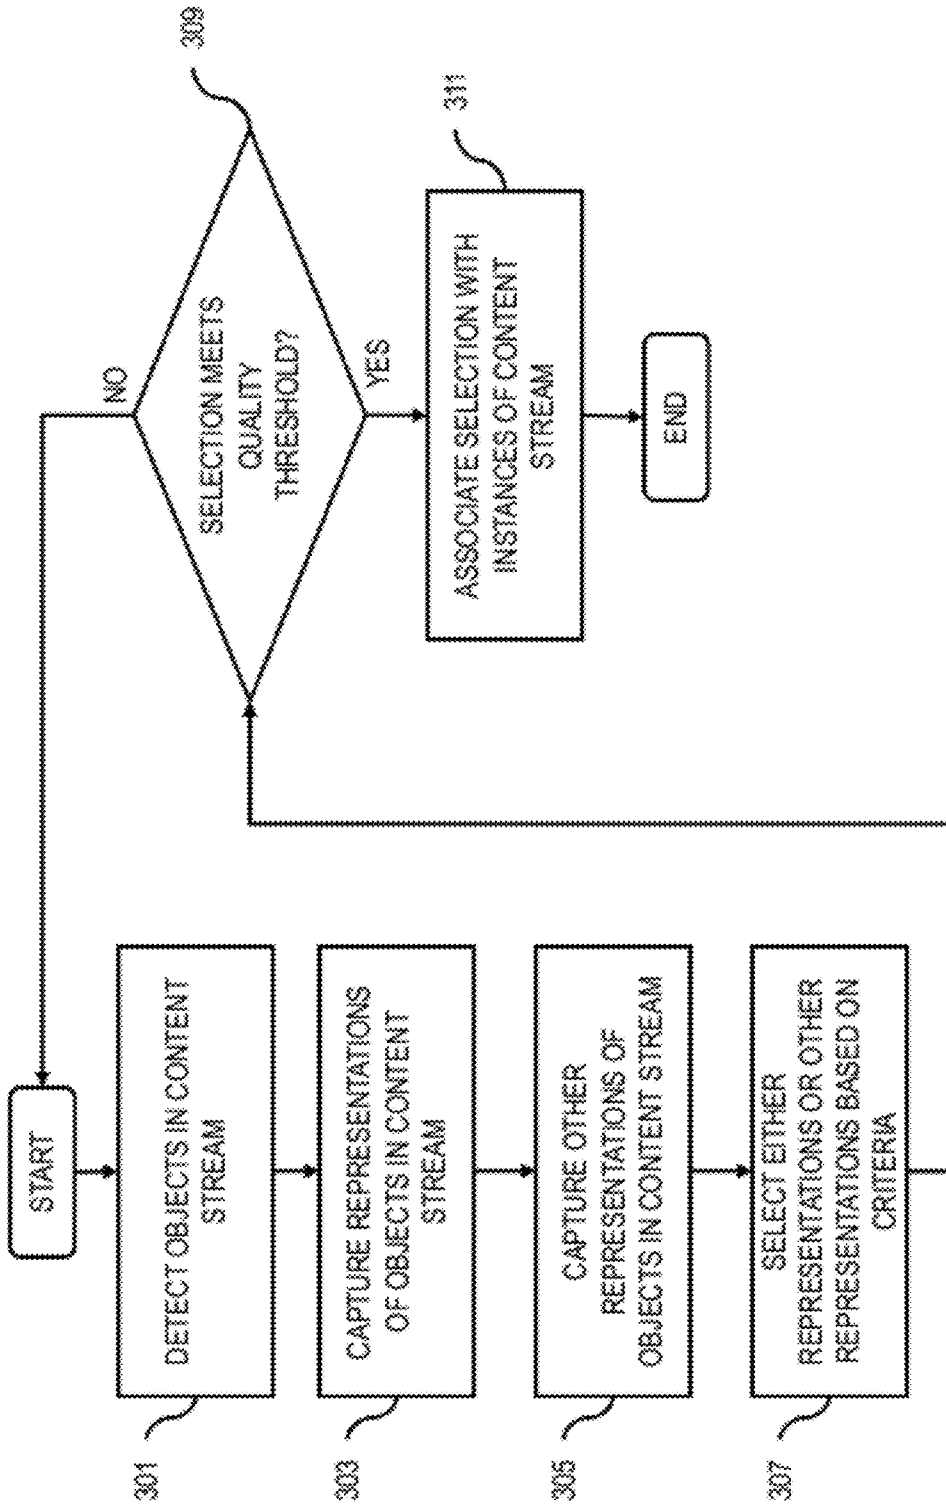 START
301
DETECT OBJECTS IN CONTENT
STREAM
303
CAPTURE REPRESENTATIONS
OF OBJECTS IN CONTENT
STREAM
305
CAPTURE OTHER
REPRESENTATIONS OF
OBJECTS IN CONTENT STREAM
307
SELECT EITHER
REPRESENTATIONS OR OTHER
REPRESENTATIONS BASED ON
CRITERIA
309
NO
SELECTION MEETS
QUALITY
THRESHOLD?
YES
311
ASSOCIATE SELECTION WITH
INSTANCES OF CONTENT
STREAM
END